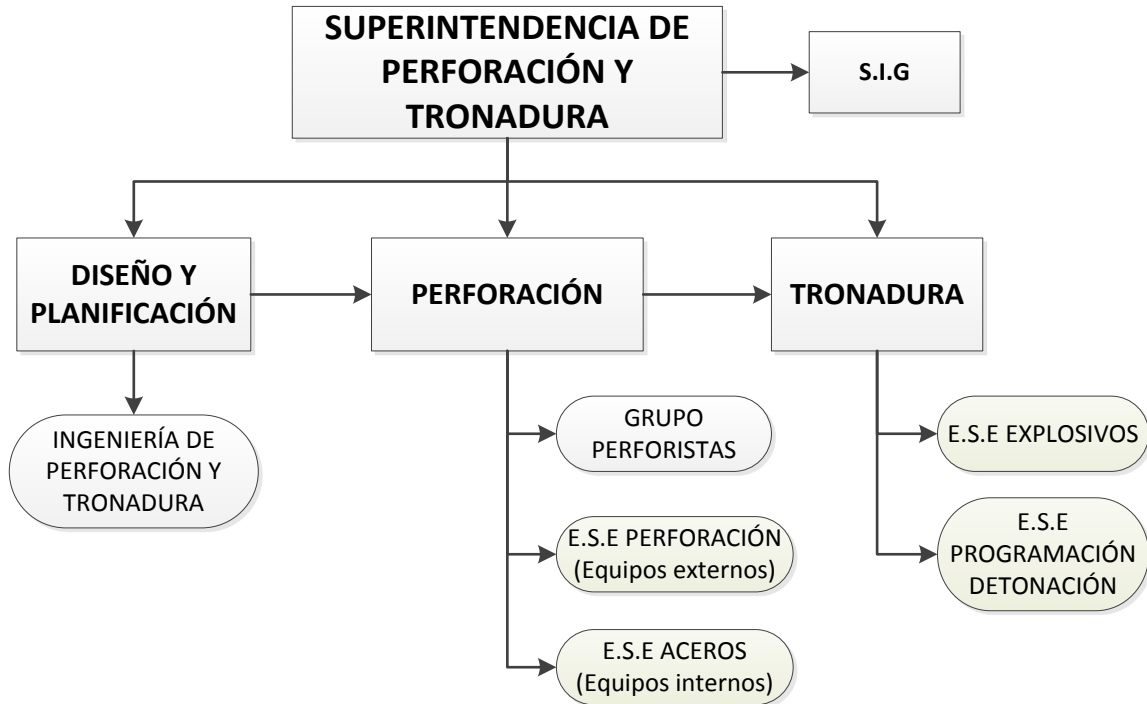 SUPERINTENDENCIA DE
PERFORACIÓN Y
TRONADURA
S.I.G
DISEÑO Y
PLANIFICACIÓN
PERFORACIÓN
TRONADURA
INGENIERÍA DE
PERFORACIÓN Y
TRONADURA
GRUPO
PERFORISTAS
E.S.E PERFORACIÓN
(Equipos externos)
E.S.E ACEROS
(Equipos internos)
E.S.E EXPLOSIVOS
E.S.E
PROGRAMACIÓN
DETONACIÓN